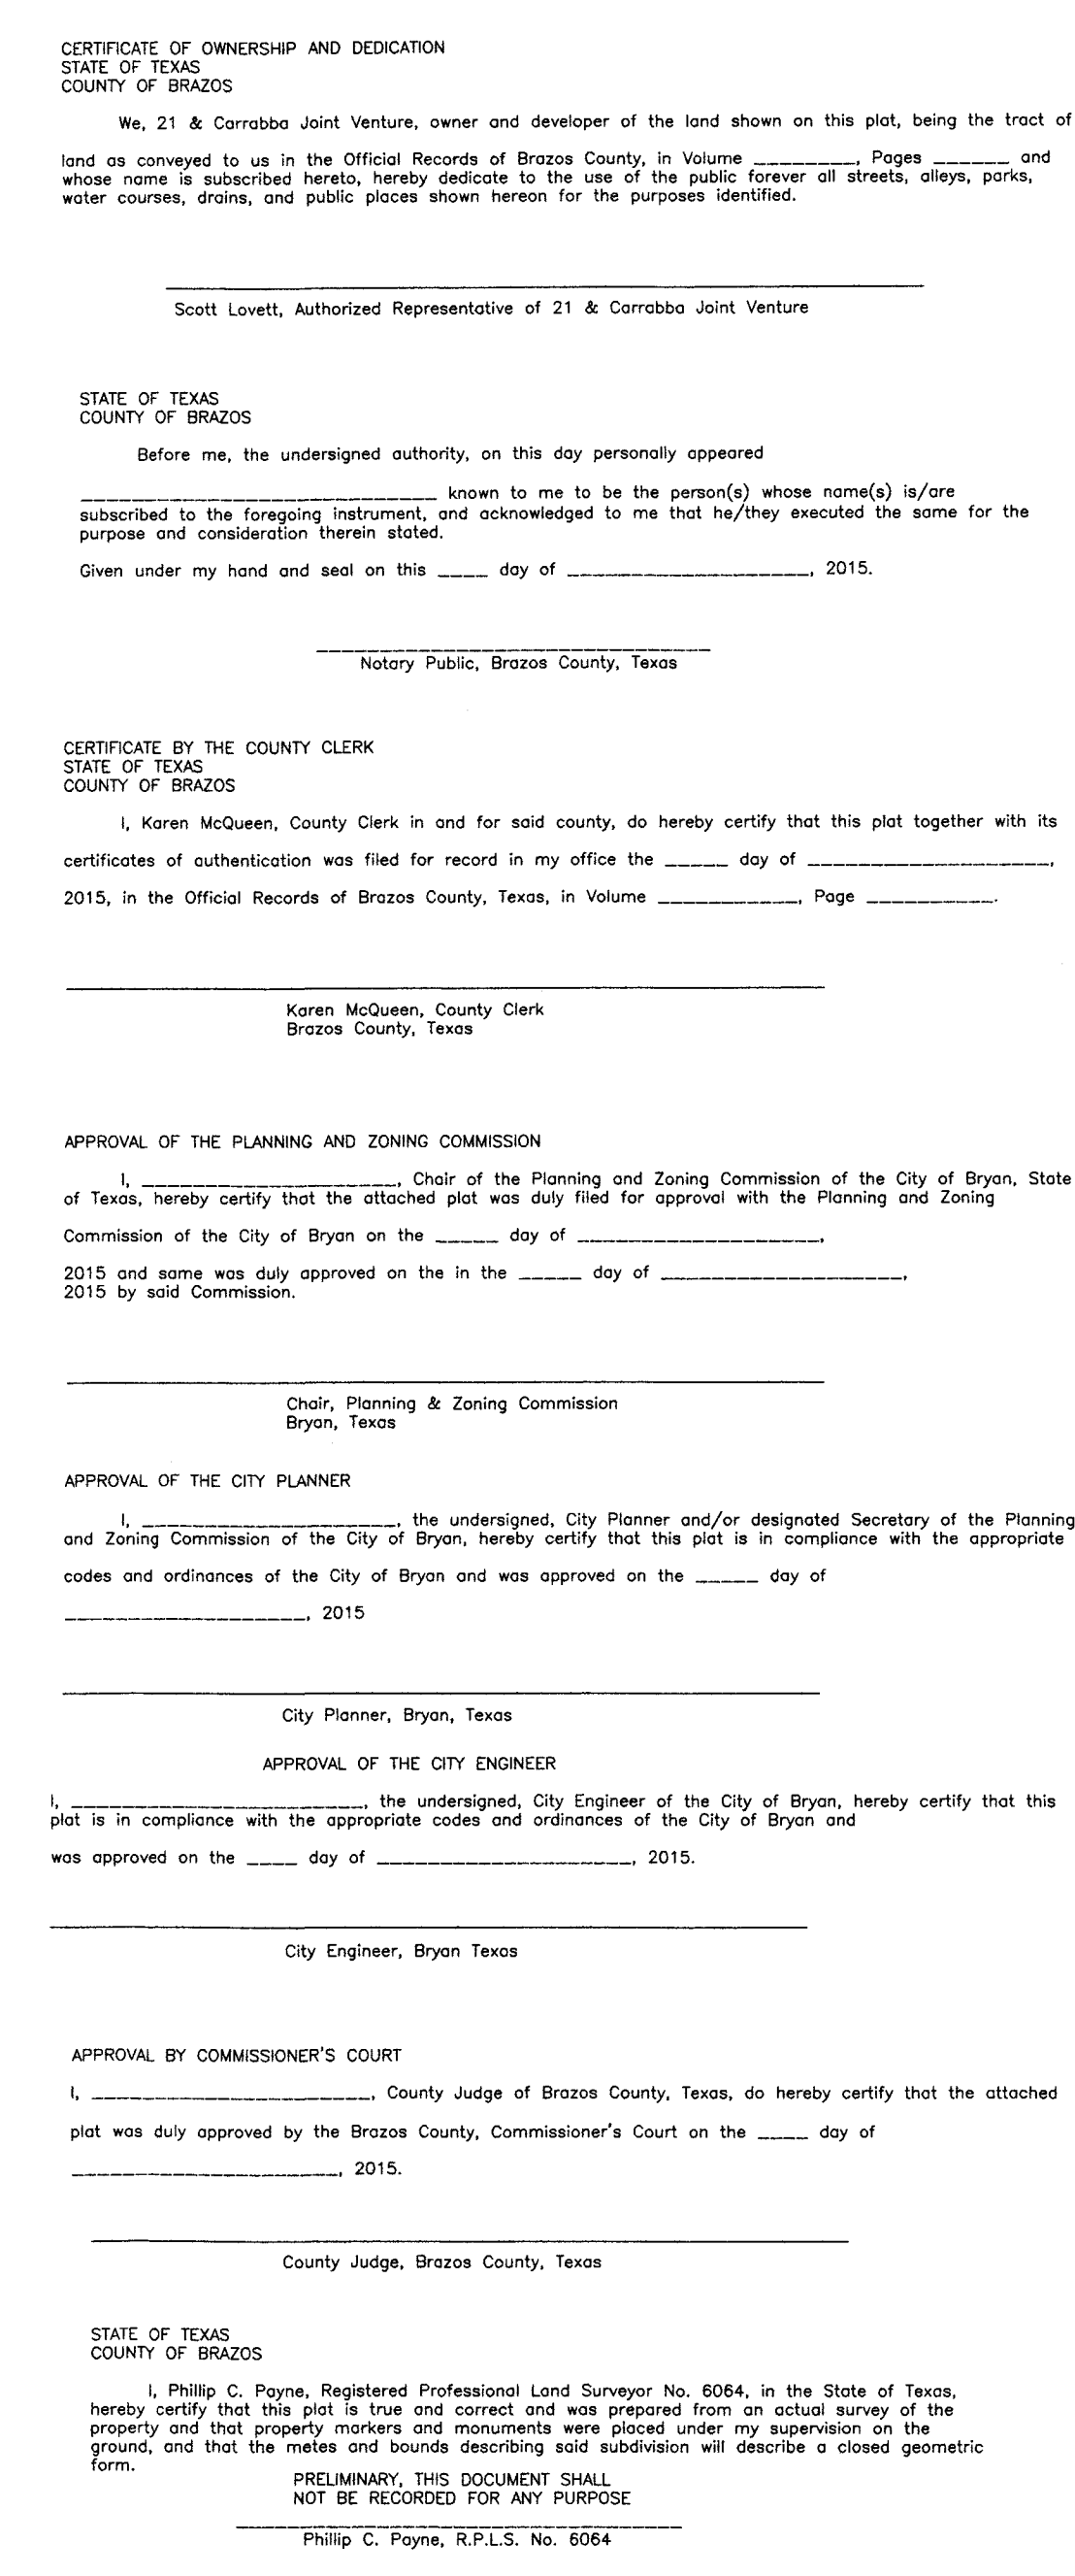 CERTIFICATE OF OWNERSHIP AND DEDICATION
STATE OF TEXAS
COUNTY OF BRAZOS
We, 21 & Carrabba Joint Venture, owner and developer of the land shown on this plat, being the tract of
land as conveyed to us in the Official Records of Brazos County, in Volume ________, Pages ______ and
whose name is subscribed hereto, hereby dedicate to the use of the public forever all streets, alleys, parks,
water courses, drains, and public places shown hereon for the purposes identified.
Scott Lovett, Authorized Representative of 21 & Carrabba Joint Venture
STATE OF TEXAS
COUNTY OF BRAZOS
Before me, the undersigned authority, on this day personally appeared
____________________________ known to me to be the person(s) whose name(s) is/are
subscribed to the foregoing instrument, and acknowledged to me that he/they executed the same for the
purpose and consideration therein stated.
Given under my hand and seal on this ____ day of ___________________, 2015.
Notary Public, Brazos County, Texas
CERTIFICATE BY THE COUNTY CLERK
STATE OF TEXAS
COUNTY OF BRAZOS
I, Karen McQueen, County Clerk in and for said county, do hereby certify that this plat together with its
certificates of authentication was filed for record in my office the _____ day of ___________________,
2015, in the Official Records of Brazos County, Texas, in Volume ___________, Page __________.
Karen McQueen, County Clerk
Brazos County, Texas
APPROVAL OF THE PLANNING AND ZONING COMMISSION
I, ____________________, Chair of the Planning and Zoning Commission of the City of Bryan, State
of Texas, hereby certify that the attached plat was duly filed for approval with the Planning and Zoning
Commission of the City of Bryan on the _____ day of ___________________,
2015 and same was duly approved on the in the _____ day of ___________________,
2015 by said Commission.
Chair, Planning & Zoning Commission
Bryan, Texas
APPROVAL OF THE CITY PLANNER
I, ____________________, the undersigned, City Planner and/or designated Secretary of the Planning
and Zoning Commission of the City of Bryan, hereby certify that this plat is in compliance with the appropriate
codes and ordinances of the City of Bryan and was approved on the _____ day of
___________________, 2015
City Planner, Bryan, Texas
APPROVAL OF THE CITY ENGINEER
I, _______________________, the undersigned, City Engineer of the City of Bryan, hereby certify that this
plat is in compliance with the appropriate codes and ordinances of the City of Bryan and
was approved on the ____ day of ____________________, 2015.
City Engineer, Bryan Texas
APPROVAL BY COMMISSIONER'S COURT
I, ______________________, County Judge of Brazos County, Texas, do hereby certify that the attached
plat was duly approved by the Brazos County, Commissioner's Court on the ____ day of
_____________________, 2015.
County Judge, Brazos County, Texas
STATE OF TEXAS
COUNTY OF BRAZOS
I, Phillip C. Payne, Registered Professional Land Surveyor No. 6064, in the State of Texas,
hereby certify that this plat is true and correct and was prepared from an actual survey of the
property and that property markers and monuments were placed under my supervision on the
ground, and that the metes and bounds describing said subdivision will describe a closed geometric
form.
PRELIMINARY, THIS DOCUMENT SHALL
NOT BE RECORDED FOR ANY PURPOSE
Phillip C. Payne, R.P.L.S. No. 6064